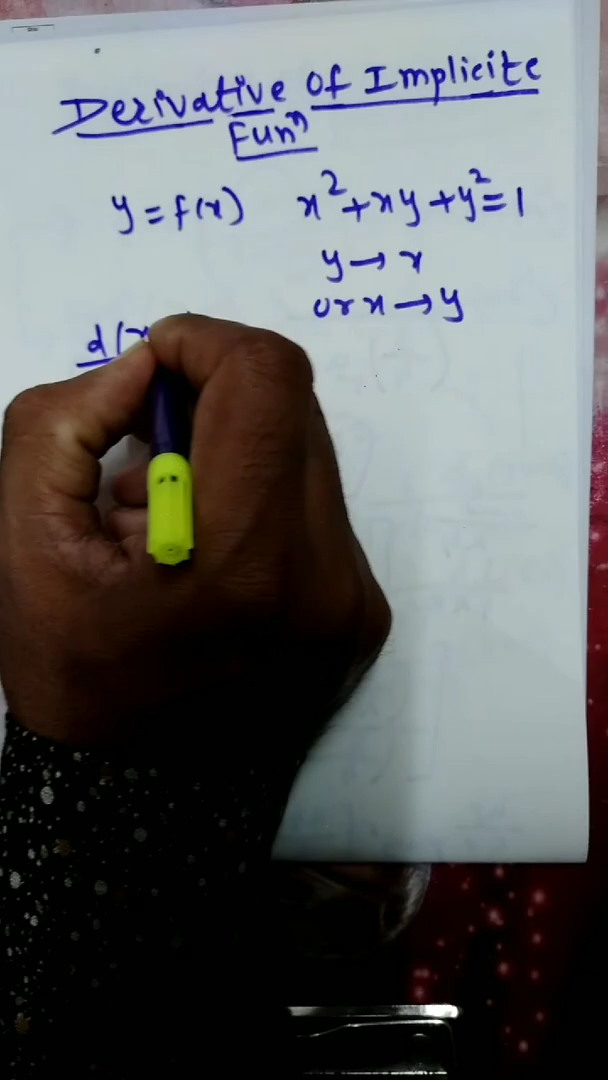 Derivative of Implicite
Funⁿ
y = f(x) x² + xy + y² = 1
y → x
or x → y
d(x